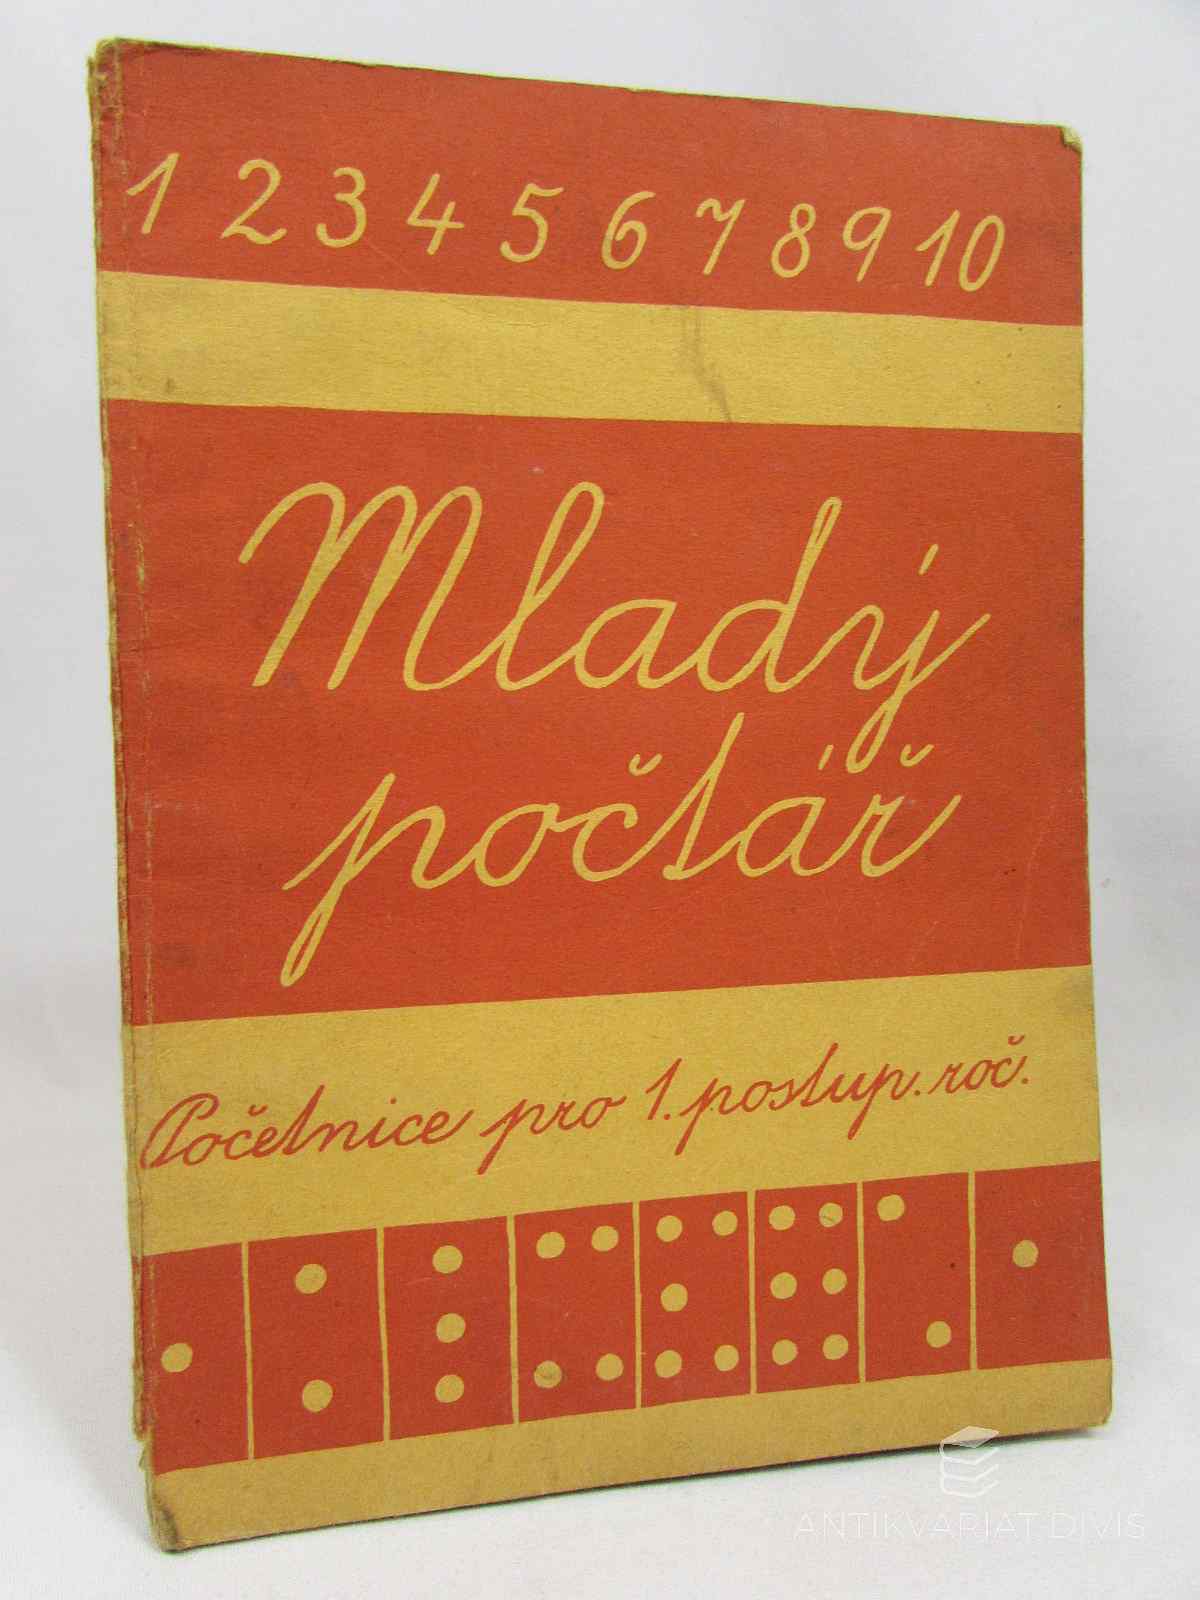 1 2 3 4 5 6 7 8 9 10
Mladý
počtář
Početnice pro 1. postup. roč.
ANTIKVARIAT DIVIS